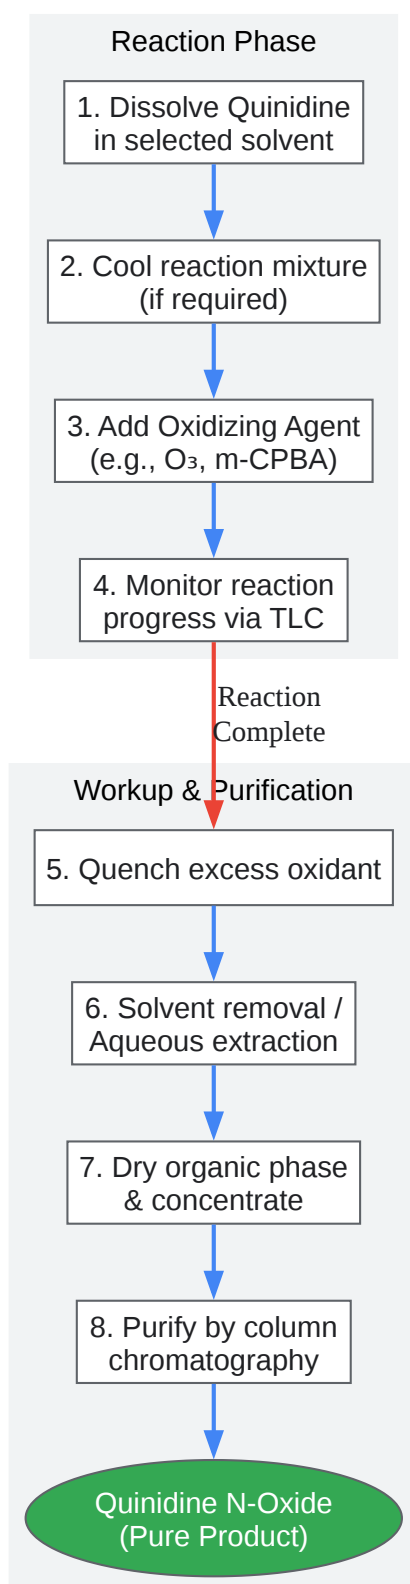 Reaction Phase
1. Dissolve Quinidine
in selected solvent
2. Cool reaction mixture
(if required)
3. Add Oxidizing Agent
(e.g., O₃, m-CPBA)
4. Monitor reaction
progress via TLC
Reaction
Complete
Workup & Purification
5. Quench excess oxidant
6. Solvent removal /
Aqueous extraction
7. Dry organic phase
& concentrate
8. Purify by column
chromatography
Quinidine N-Oxide
(Pure Product)